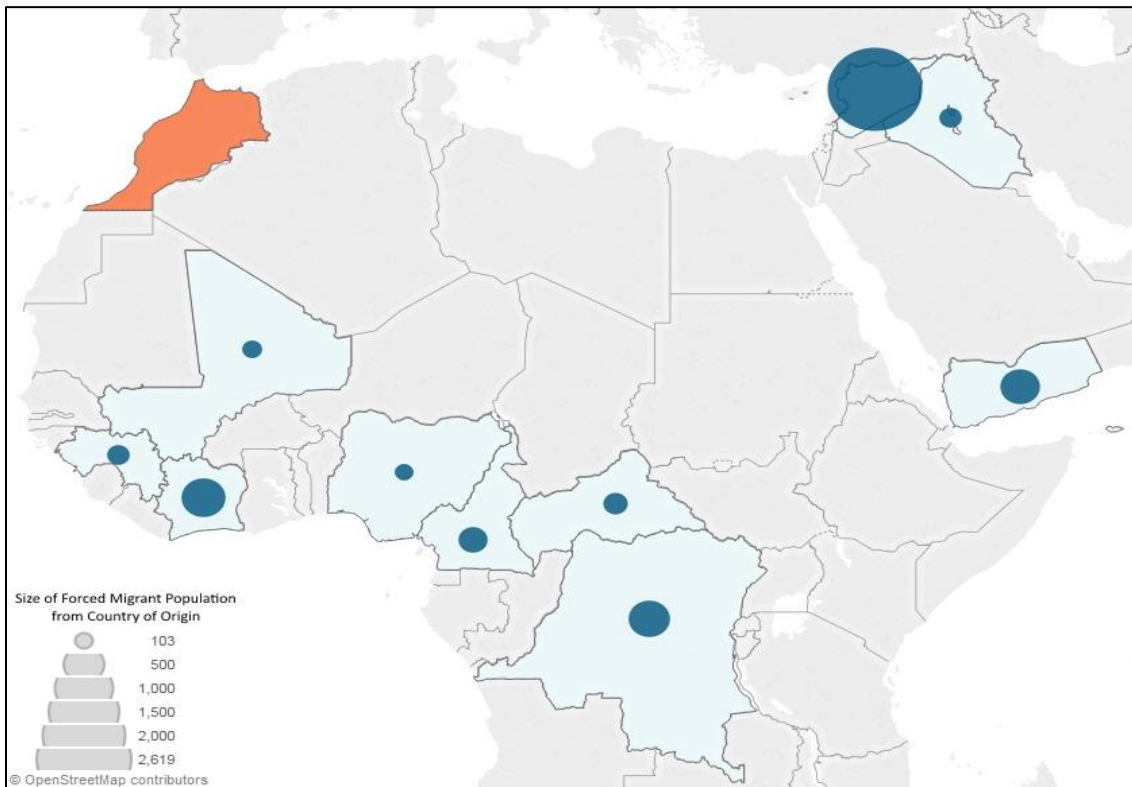 Size of Forced Migrant Population
from Country of Origin
103
500
1,000
1,500
2,000
2,619
© OpenStreetMap contributors